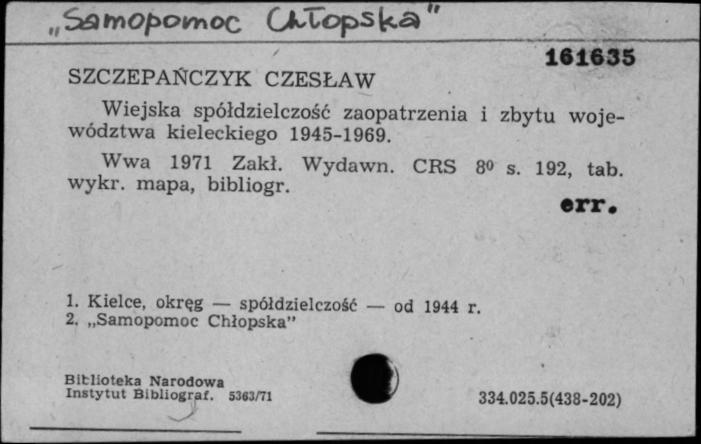 „Samopomoc Chłopska"
161635
SZCZEPAŃCZYK CZESŁAW
Wiejska spółdzielczość zaopatrzenia i zbytu woje-
wództwa kieleckiego 1945-1969.
Wwa 1971 Zakł. Wydawn. CRS 8º s. 192, tab.
wykr. mapa, bibliogr.
err.
1. Kielce, okręg — spółdzielczość — od 1944 r.
2. „Samopomoc Chłopska”
Biblioteka Narodowa
Instytut Bibliograf. 5363/71
334.025.5(438-202)